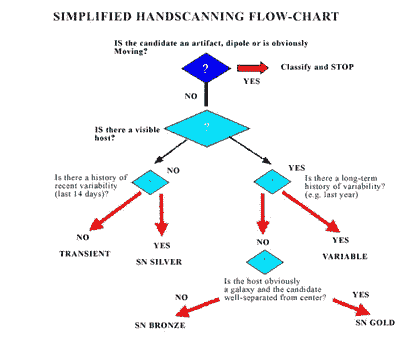 SIMPLIFIED HANDSCANNING FLOW-CHART
IS the candidate an artifact, dipole or is obviously
Moving?
?
Classify and STOP
YES
NO
IS there a visible
host?
?
NO
YES
Is there a history of
recent variability
(last 14 days)?
Is there a long-term
history of variability?
(e.g. last year)
NO
TRANSIENT
YES
SN SILVER
NO
YES
VARIABLE
Is the host obviously
a galaxy and the candidate
well-separated from center?
NO
YES
SN BRONZE
SN GOLD